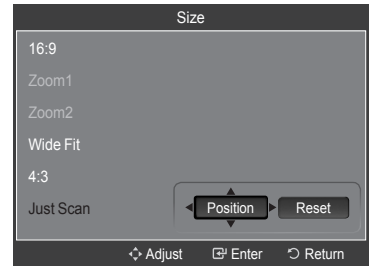 Size
16:9
Zoom1
Zoom2
Wide Fit
4:3
Just Scan
Position Reset
Adjust Enter Return